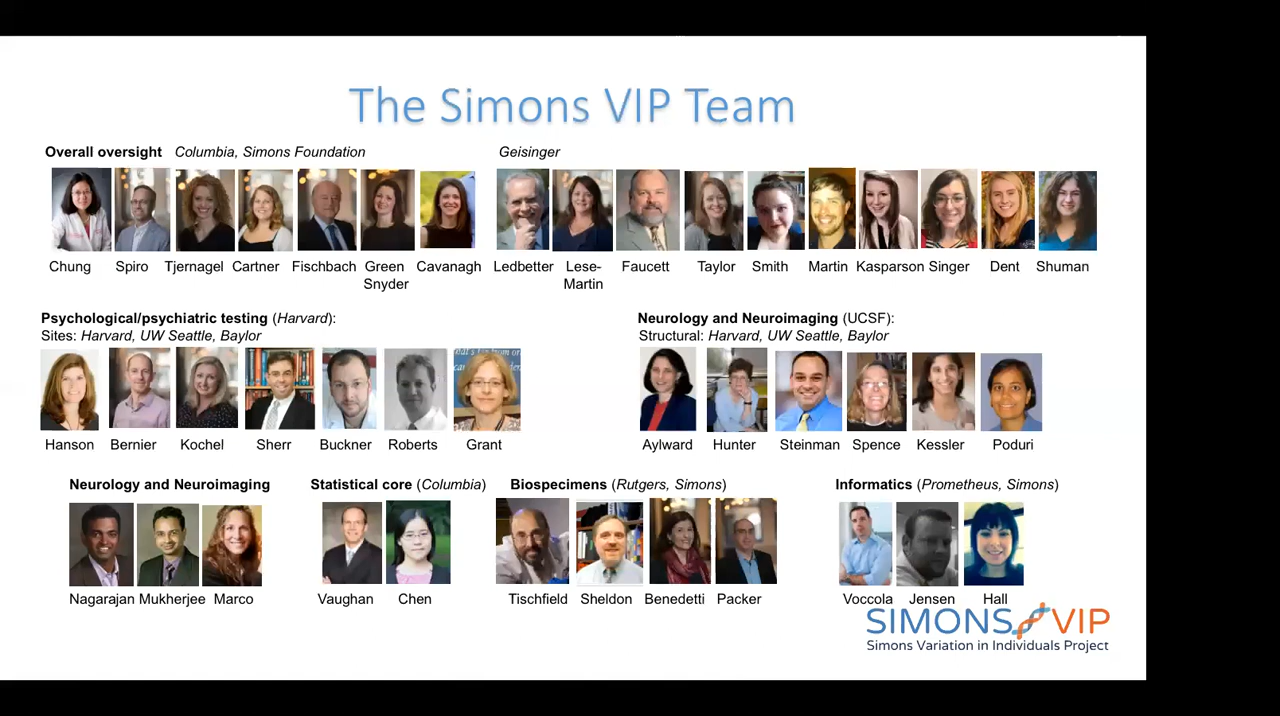 The Simons VIP Team
Overall oversight Columbia, Simons Foundation
Geisinger
Chung Spiro Tjernagel Cartner Fischbach Green Cavanagh Ledbetter Lese- Faucett Taylor Smith Martin Kasparson Singer Dent Shuman
Snyder Martin
Psychological/psychiatric testing (Harvard):
Sites: Harvard, UW Seattle, Baylor
Neurology and Neuroimaging (UCSF):
Structural: Harvard, UW Seattle, Baylor
Hanson Bernier Kochel Sherr Buckner Roberts Grant
Aylward Hunter Steinman Spence Kessler Poduri
Neurology and Neuroimaging
Statistical core (Columbia)
Biospecimens (Rutgers, Simons)
Informatics (Prometheus, Simons)
Nagarajan Mukherjee Marco
Vaughan Chen
Tischfield Sheldon Benedetti Packer
Voccola Jensen Hall
SIMONS VIP
Simons Variation in Individuals Project